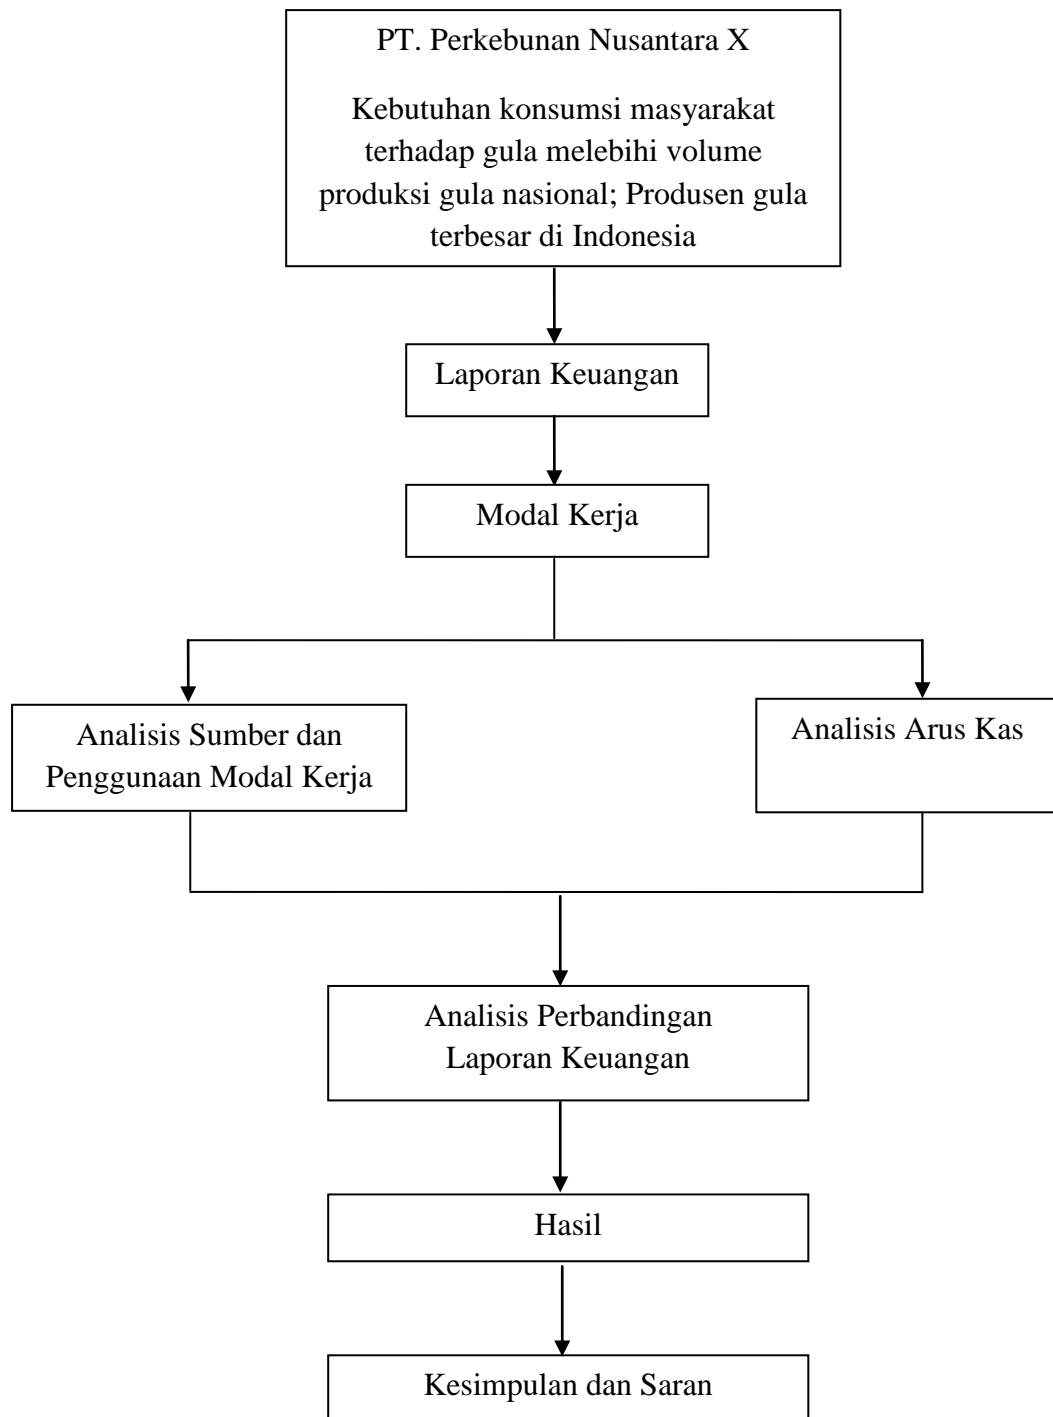 PT. Perkebunan Nusantara X
Kebutuhan konsumsi masyarakat
terhadap gula melebihi volume
produksi gula nasional; Produsen gula
terbesar di Indonesia
Laporan Keuangan
Modal Kerja
Analisis Sumber dan
Penggunaan Modal Kerja
Analisis Arus Kas
Analisis Perbandingan
Laporan Keuangan
Hasil
Kesimpulan dan Saran